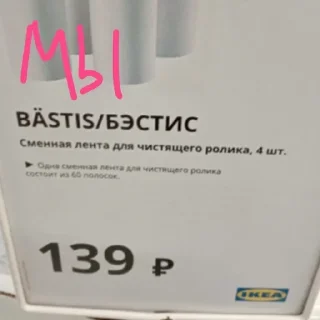 Мы
BÄSTIS/БЭСТИС
Сменная лента для чистящего ролика, 4 шт.
► Одна сменная лента для чистящего ролика
состоит из 60 полосок.
139 ₽
IKEA